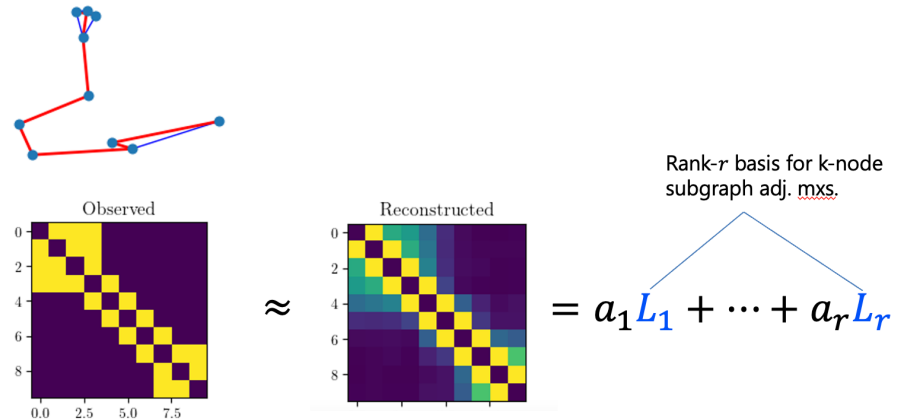 Rank-r basis for k-node
subgraph adj. mxs.
Observed
Reconstructed
0
2
4
6
8
0.0 2.5 5.0 7.5
≈
0
2
4
6
8
= a₁L₁ + ⋯ + aᵣLᵣ